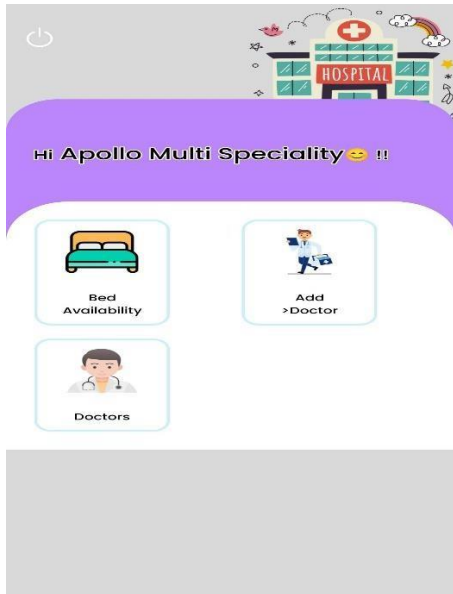 HOSPITAL
Hi Apollo Multi Speciality😊 !!
Bed
Availability
Add
>Doctor
Doctors